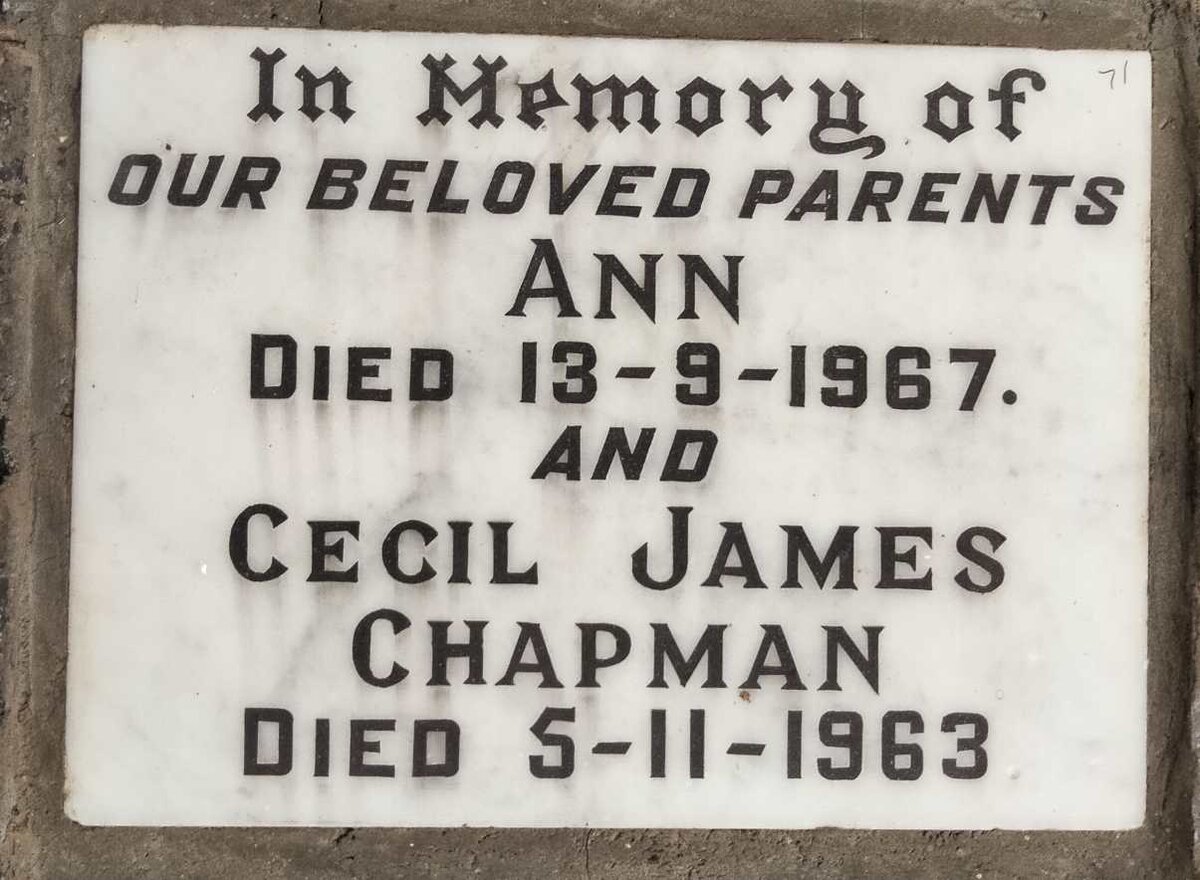 In Memory of
71
OUR BELOVED PARENTS
ANN
DIED 13-9-1967.
AND
CECIL JAMES
CHAPMAN
DIED 5-11-1963